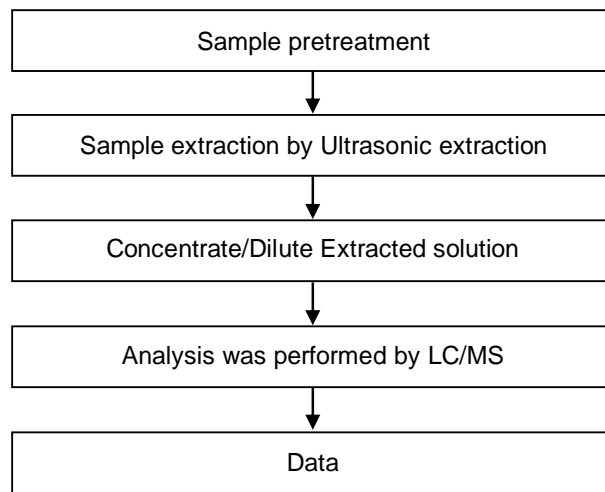 Sample pretreatment
Sample extraction by Ultrasonic extraction
Concentrate/Dilute Extracted solution
Analysis was performed by LC/MS
Data